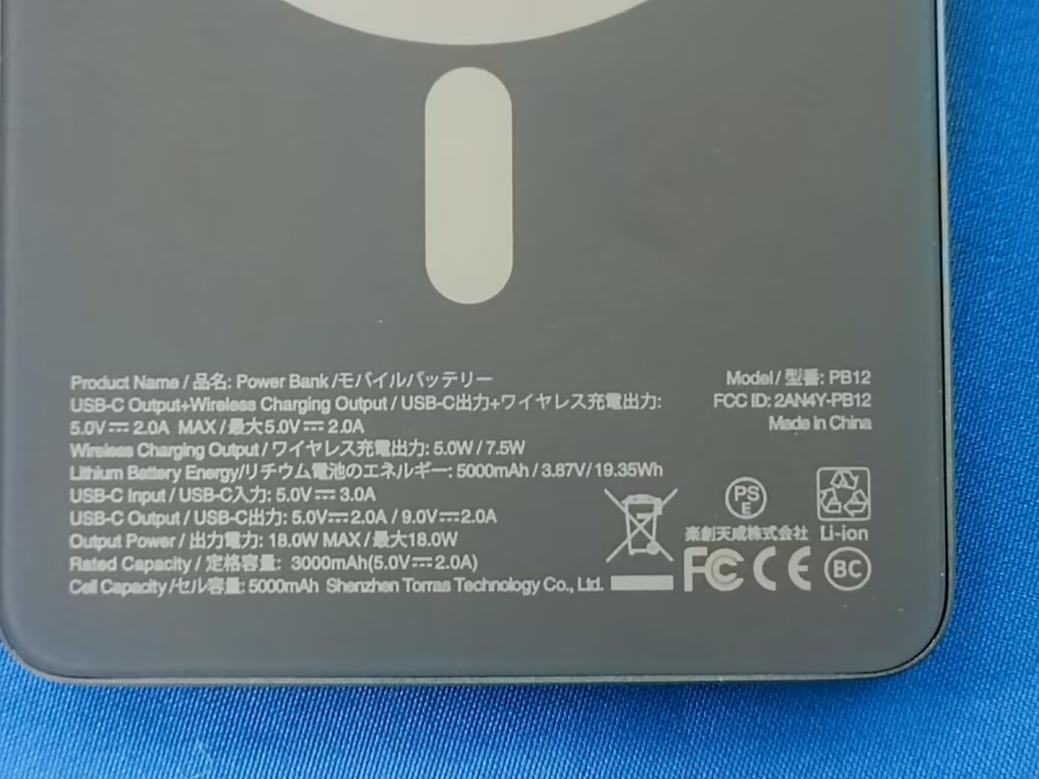 Product Name / 品名: Power Bank /モバイルバッテリー
USB-C Output+Wireless Charging Output / USB-C出力+ワイヤレス充電出力:
5.0V⎓ 2.0A MAX / 最大5.0V⎓ 2.0A
Wireless Charging Output / ワイヤレス充電出力: 5.0W / 7.5W
Lithium Battery Energy/リチウム電池のエネルギー: 5000mAh / 3.87V/ 19.35Wh
USB-C Input / USB-C入力: 5.0V⎓ 3.0A
USB-C Output / USB-C出力: 5.0V⎓2.0A / 9.0V⎓2.0A
Output Power / 出力電力: 18.0W MAX / 最大18.0W
Rated Capacity / 定格容量: 3000mAh(5.0V⎓2.0A)
Cell Capacity /セル容量: 5000mAh Shenzhen Torras Technology Co., Ltd.
Model / 型番: PB12
FCC ID: 2AN4Y-PB12
Made in China
PS
E
楽創天成株式会社
Li-ion
FC CE BC